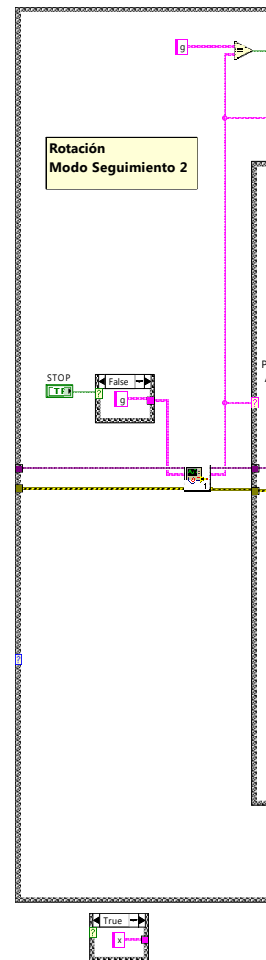 g
=
Rotación
Modo Seguimiento 2
P
STOP
False
TF
?
g
?
1
?
True
?
x